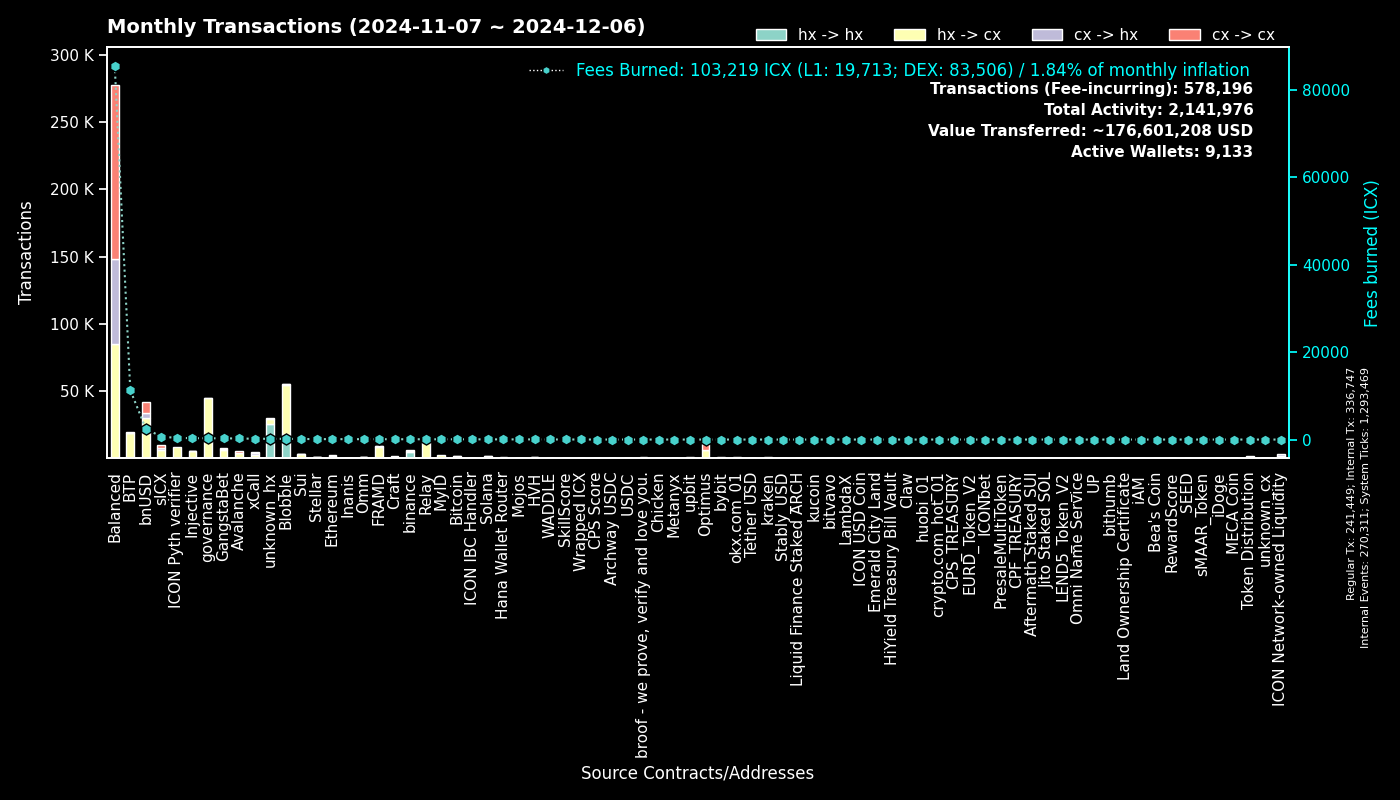 Monthly Transactions (2024-11-07 ~ 2024-12-06)
hx -> hx
hx -> cx
cx -> hx
cx -> cx
Fees Burned: 103,219 ICX (L1: 19,713; DEX: 83,506) / 1.84% of monthly inflation
Transactions (Fee-incurring): 578,196
Total Activity: 2,141,976
Value Transferred: ~176,601,208 USD
Active Wallets: 9,133
Transactions
300 K
250 K
200 K
150 K
100 K
50 K
80000
60000
40000
20000
0
Fees burned (ICX)
Regular Tx: 241,449; Internal Tx: 336,747
Internal Events: 270,311; System Ticks: 1,293,469
Balanced
BTP
bnUSD
sICX
ICON Pyth verifier
Injective
governance
GangstaBet
Avalanche
xCall
unknown_hx
Blobble
Sui
Stellar
Ethereum
Inanis
Omm
FRAMD
Craft
binance
Relay
MyID
Bitcoin
ICON IBC Handler
Solana
Hana Wallet Router
Mojos
HVH
WADDLE
SkillScore
Wrapped ICX
CPS Score
Archway USDC
USDC
broof - we prove, verify and love you.
Chicken
Metanyx
upbit
Optimus
bybit
okx.com_01
Tether USD
kraken
Stably_USD
Liquid Finance Staked ARCH
kucoin
bitvavo
LambdaX
ICON USD Coin
Emerald City Land
HiYield Treasury Bill Vault
Claw
huobi_01
crypto.com_hot_01
CPS_TREASURY
EURD_Token_V2
ICONbet
PresaleMultiToken
CPF_TREASURY
Aftermath Staked SUI
Jito Staked SOL
LEND5_Token_V2
Omni Name Service
UP
bithumb
Land Ownership Certificate
iAM
Bea's Coin
RewardScore
SEED
sMAAR_Token
iDoge
MECA Coin
Token Distribution
unknown_cx
ICON Network-owned Liquidity
Source Contracts/Addresses